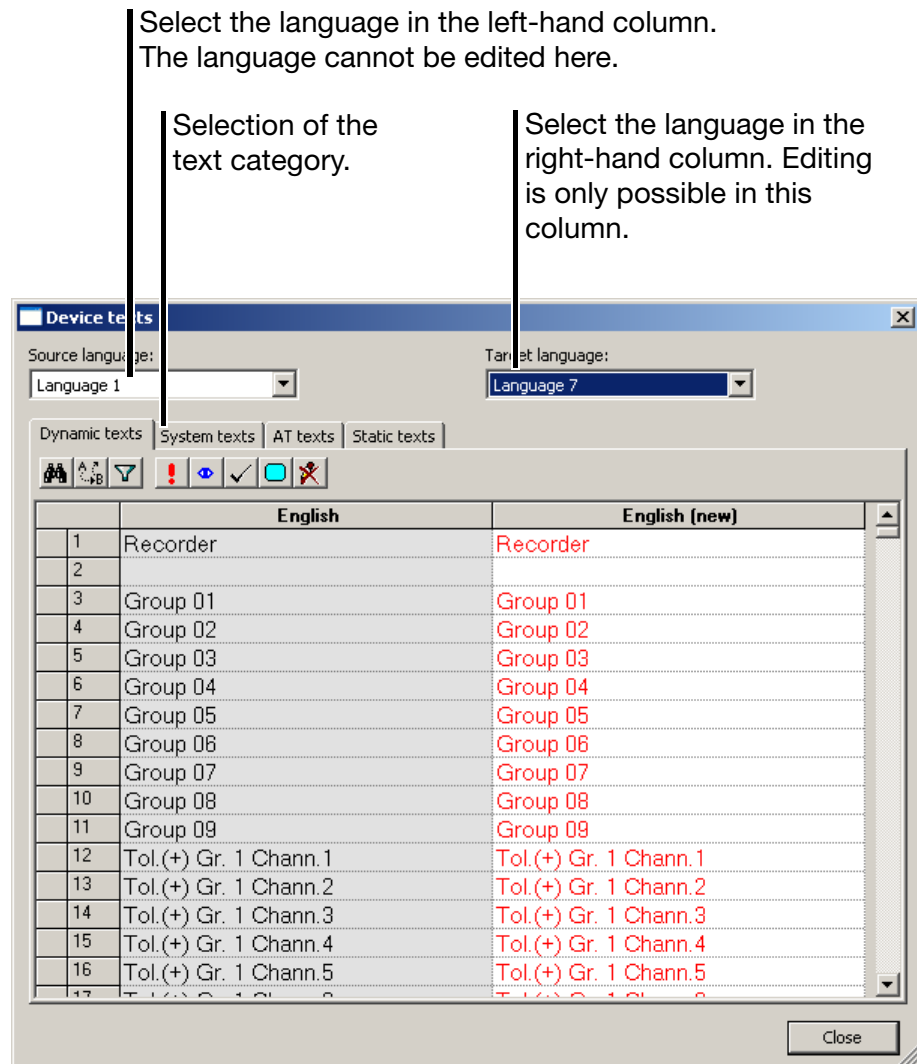 Select the language in the left-hand column.
The language cannot be edited here.
Selection of the
text category.
Select the language in the
right-hand column. Editing
is only possible in this
column.
Device texts
Source language:
Target language:
Language 1
Language 7
Dynamic texts
System texts
AT texts
Static texts
English
English (new)
1 Recorder Recorder
2
3 Group 01 Group 01
4 Group 02 Group 02
5 Group 03 Group 03
6 Group 04 Group 04
7 Group 05 Group 05
8 Group 06 Group 06
9 Group 07 Group 07
10 Group 08 Group 08
11 Group 09 Group 09
12 Tol.(+) Gr. 1 Chann.1 Tol.(+) Gr. 1 Chann.1
13 Tol.(+) Gr. 1 Chann.2 Tol.(+) Gr. 1 Chann.2
14 Tol.(+) Gr. 1 Chann.3 Tol.(+) Gr. 1 Chann.3
15 Tol.(+) Gr. 1 Chann.4 Tol.(+) Gr. 1 Chann.4
16 Tol.(+) Gr. 1 Chann.5 Tol.(+) Gr. 1 Chann.5
Close